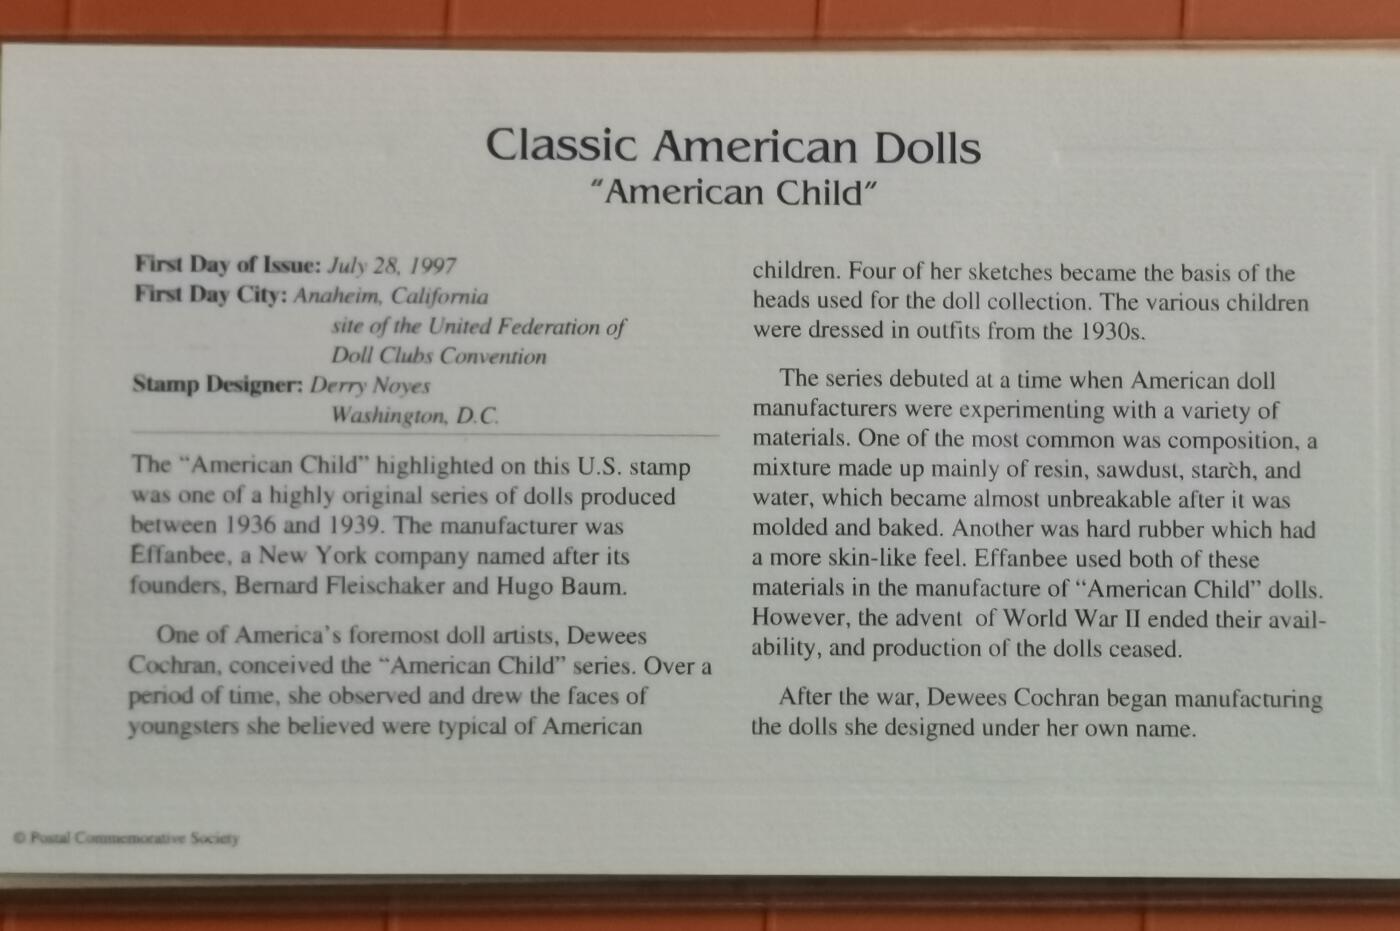 Classic American Dolls
"American Child"
First Day of Issue: July 28, 1997
First Day City: Anaheim, California
site of the United Federation of
Doll Clubs Convention
Stamp Designer: Derry Noyes
Washington, D.C.
The “American Child” highlighted on this U.S. stamp
was one of a highly original series of dolls produced
between 1936 and 1939. The manufacturer was
Effanbee, a New York company named after its
founders, Bernard Fleischaker and Hugo Baum.
One of America’s foremost doll artists, Dewees
Cochran, conceived the “American Child” series. Over a
period of time, she observed and drew the faces of
youngsters she believed were typical of American
children. Four of her sketches became the basis of the
heads used for the doll collection. The various children
were dressed in outfits from the 1930s.
The series debuted at a time when American doll
manufacturers were experimenting with a variety of
materials. One of the most common was composition, a
mixture made up mainly of resin, sawdust, starch, and
water, which became almost unbreakable after it was
molded and baked. Another was hard rubber which had
a more skin-like feel. Effanbee used both of these
materials in the manufacture of “American Child” dolls.
However, the advent of World War II ended their avail-
ability, and production of the dolls ceased.
After the war, Dewees Cochran began manufacturing
the dolls she designed under her own name.
© Postal Commemorative Society